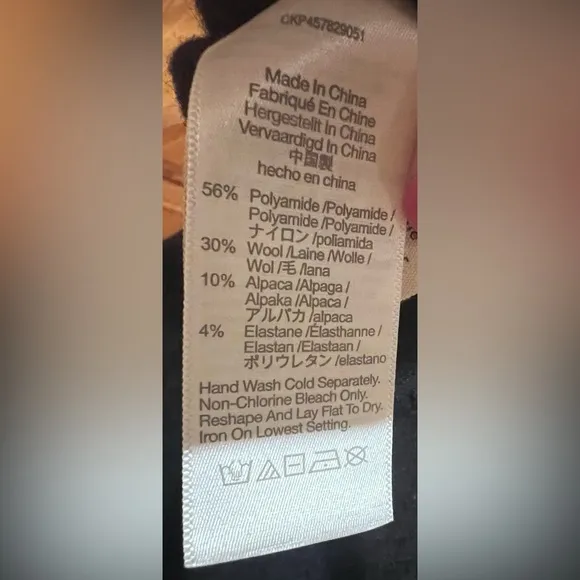 CKP457829051
Made In China
Fabriqué En Chine
Hergestellt In China
Vervaardigd In China
中国製
hecho en china
56% Polyamide /Polyamide /
Polyamide /Polyamide /
ナイロン /poliamida
30% Wool /Laine /Wolle /
Wol /毛 /lana
10% Alpaca /Alpaga /
Alpaka /Alpaca /
アルパカ /alpaca
4% Elastane /Élasthanne /
Elastan /Elastaan /
ポリウレタン /elastano
Hand Wash Cold Separately.
Non-Chlorine Bleach Only.
Reshape And Lay Flat To Dry.
Iron On Lowest Setting.